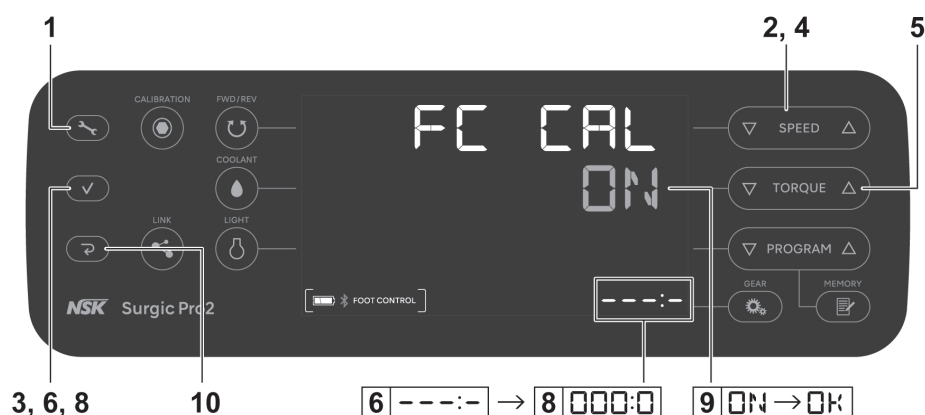 1
2, 4
5
CALIBRATION
FWD/REV
FC CAL
SPEED
COOLANT
ON
TORQUE
LINK
LIGHT
PROGRAM
GEAR
MEMORY
NSK Surgic Pro2
FOOT CONTROL
---:-
3, 6, 8
10
6 ---:- → 8 000:0
9 ON → OK